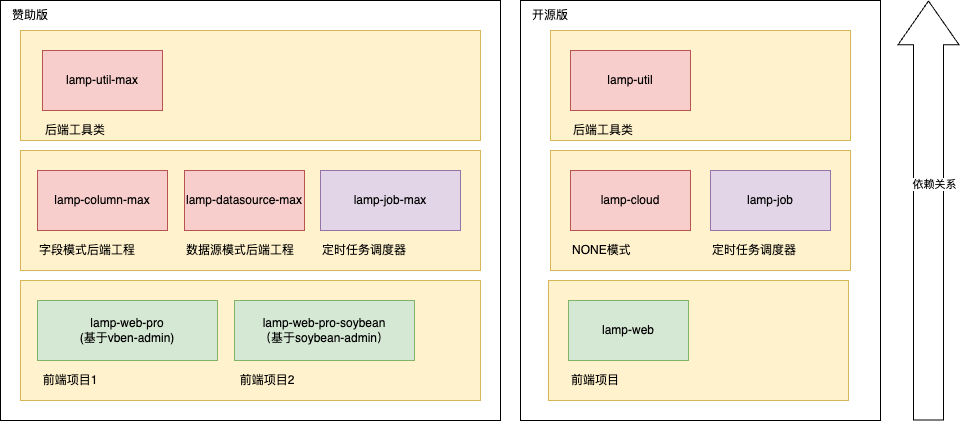 赞助版
lamp-util-max
后端工具类
lamp-column-max
lamp-datasource-max
lamp-job-max
字段模式后端工程
数据源模式后端工程
定时任务调度器
lamp-web-pro
(基于vben-admin)
lamp-web-pro-soybean
（基于soybean-admin）
前端项目1
前端项目2
开源版
lamp-util
后端工具类
lamp-cloud
lamp-job
NONE模式
定时任务调度器
lamp-web
前端项目
依赖关系